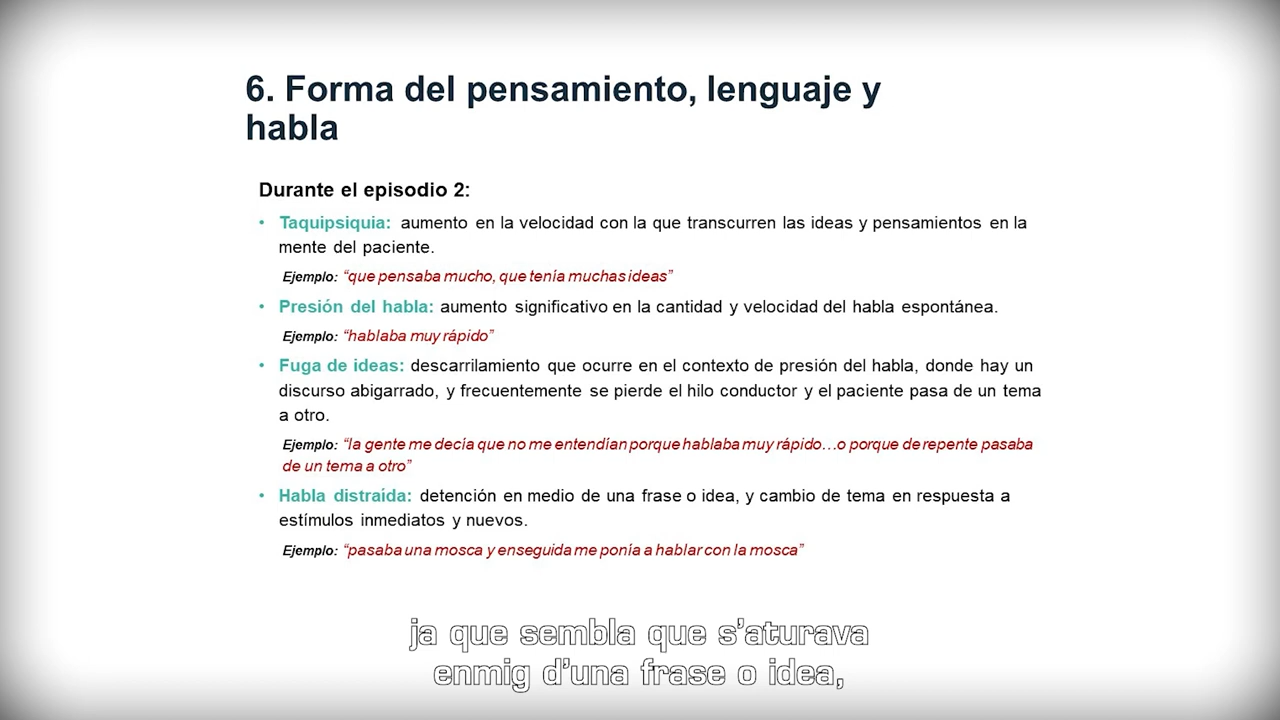 6. Forma del pensamiento, lenguaje y
habla
Durante el episodio 2:
• Taquipsiquia: aumento en la velocidad con la que transcurren las ideas y pensamientos en la
mente del paciente.
Ejemplo: “que pensaba mucho, que tenía muchas ideas”
• Presión del habla: aumento significativo en la cantidad y velocidad del habla espontánea.
Ejemplo: “hablaba muy rápido”
• Fuga de ideas: descarrilamiento que ocurre en el contexto de presión del habla, donde hay un
discurso abigarrado, y frecuentemente se pierde el hilo conductor y el paciente pasa de un tema
a otro.
Ejemplo: “la gente me decía que no me entendían porque hablaba muy rápido…o porque de repente pasaba
de un tema a otro”
• Habla distraída: detención en medio de una frase o idea, y cambio de tema en respuesta a
estímulos inmediatos y nuevos.
Ejemplo: “pasaba una mosca y enseguida me ponía a hablar con la mosca”
ja que sembla que s’aturava
enmig d’una frase o idea,